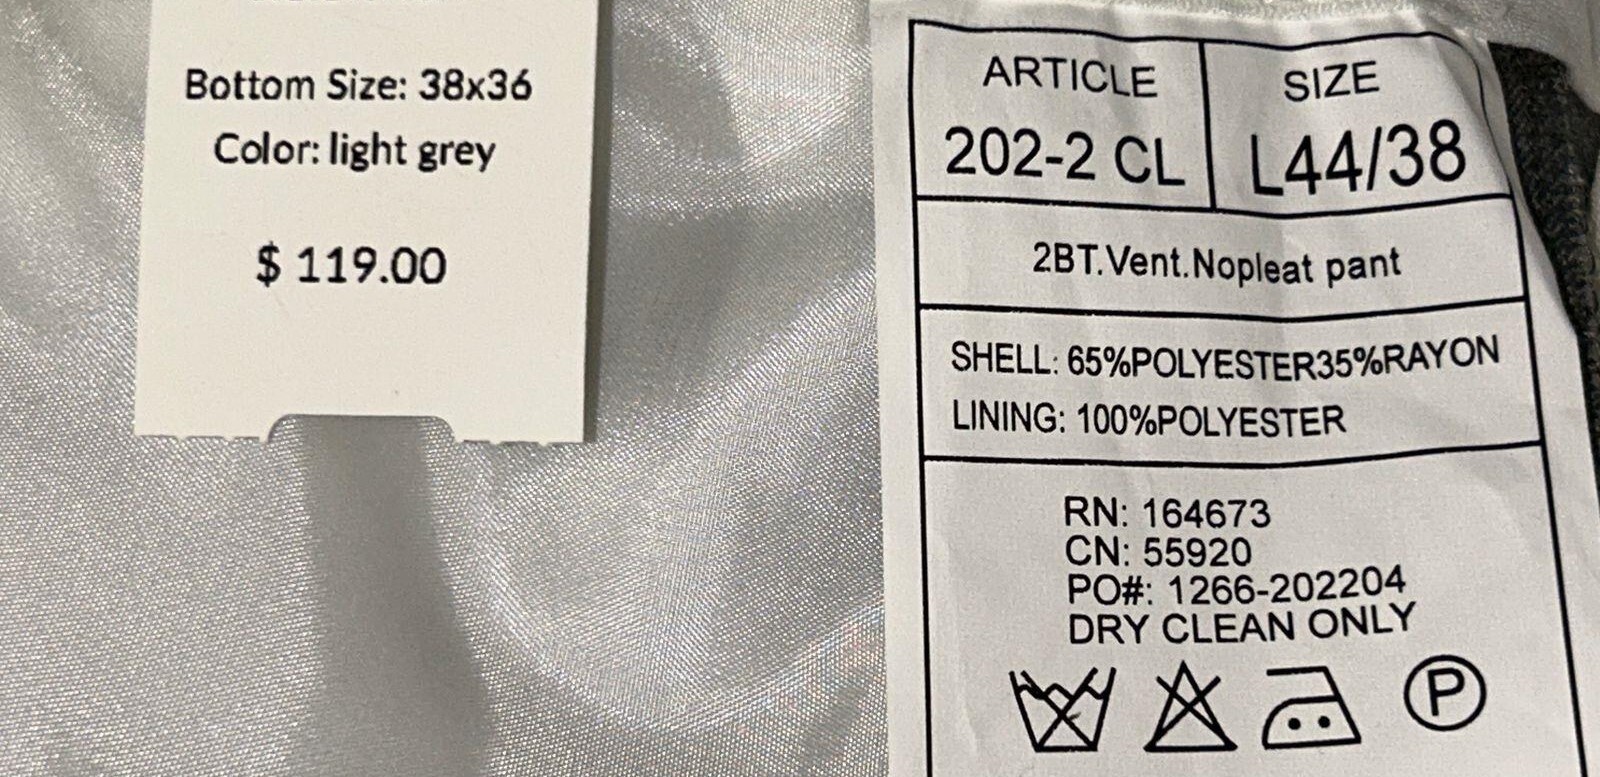 Bottom Size: 38x36
Color: light grey
$ 119.00
ARTICLE
202-2 CL
SIZE
L44/38
2BT.Vent.Nopleat pant
SHELL: 65%POLYESTER35%RAYON
LINING: 100%POLYESTER
RN: 164673
CN: 55920
PO#: 1266-202204
DRY CLEAN ONLY
P